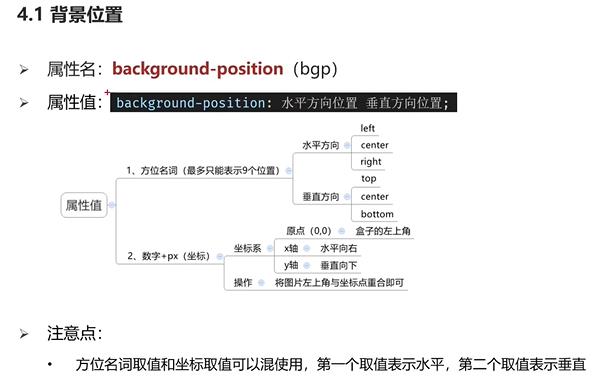 4.1 背景位置
属性名：background-position（bgp）
属性值：background-position: 水平方向位置 垂直方向位置;
属性值
1、方位名词（最多只能表示9个位置）
水平方向
left
center
right
垂直方向
top
center
bottom
2、数字+px（坐标）
坐标系
原点（0,0） 盒子的左上角
x轴 水平向右
y轴 垂直向下
操作 将图片左上角与坐标点重合即可
注意点：
• 方位名词取值和坐标取值可以混使用，第一个取值表示水平，第二个取值表示垂直